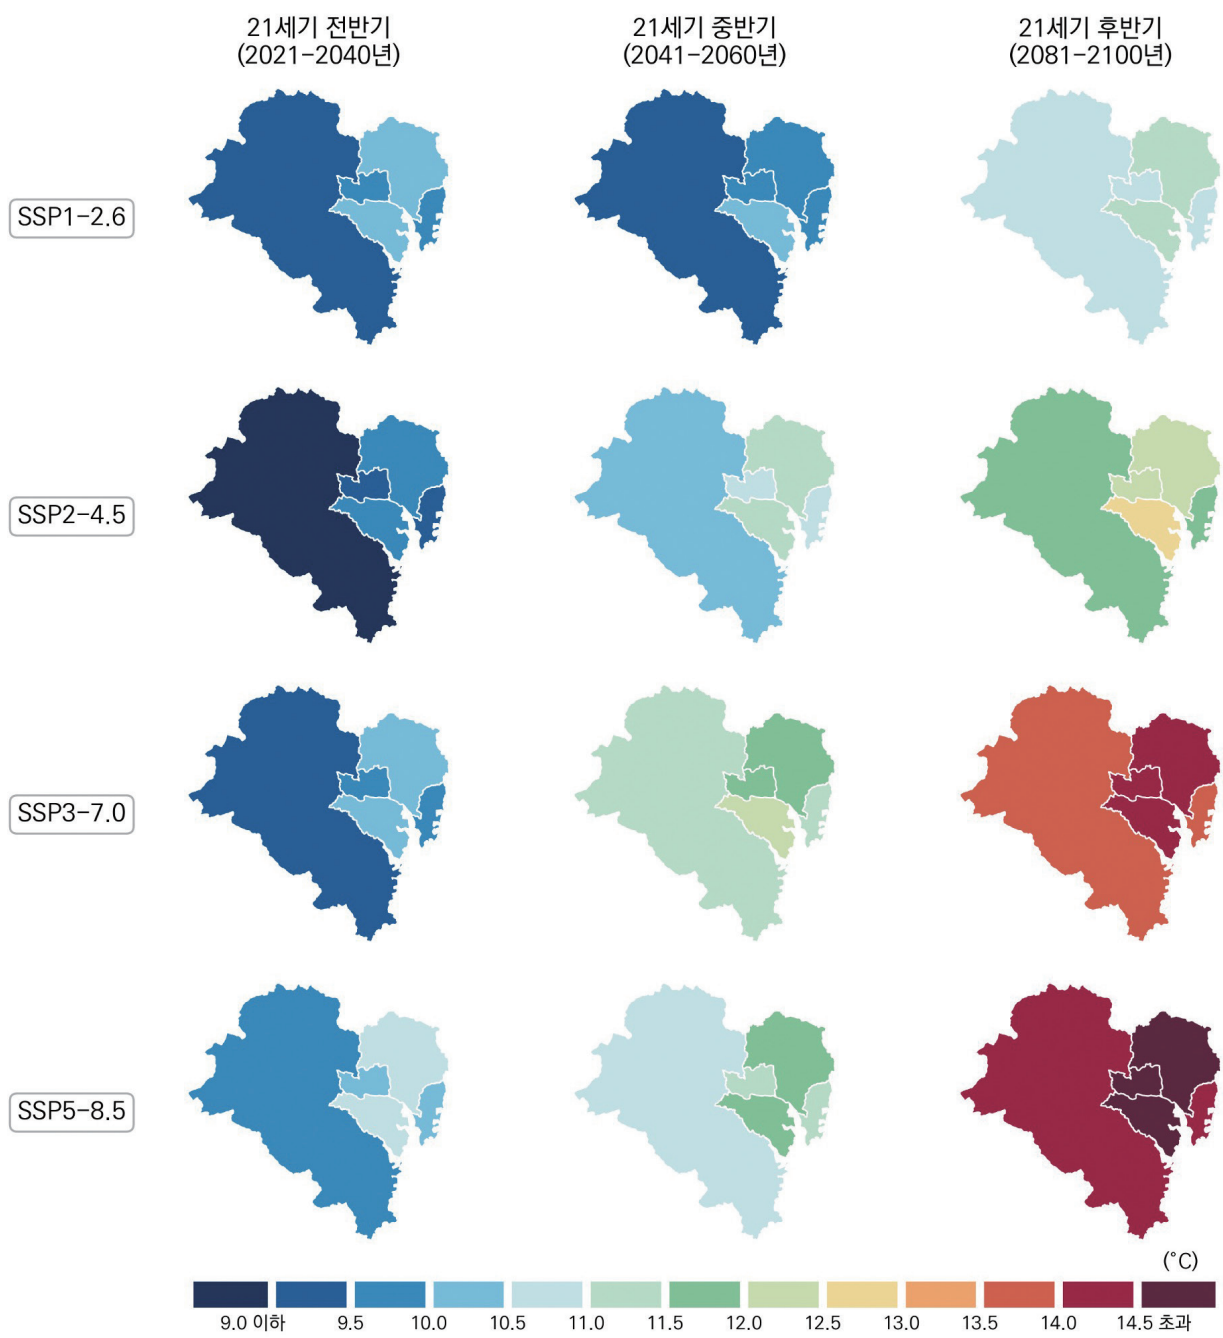 21세기 전반기
(2021-2040년)
21세기 중반기
(2041-2060년)
21세기 후반기
(2081-2100년)
SSP1-2.6
SSP2-4.5
SSP3-7.0
SSP5-8.5
(°C)
9.0 이하 9.5 10.0 10.5 11.0 11.5 12.0 12.5 13.0 13.5 14.0 14.5 초과